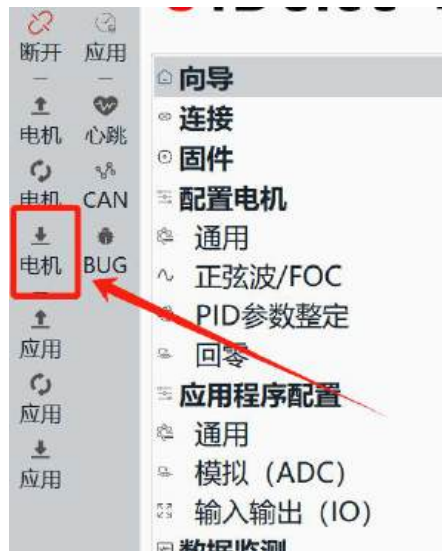 断开 应用
电机 心跳
电机 CAN
电机 BUG
应用
应用
应用
向导
连接
固件
配置电机
通用
正弦波/FOC
PID参数整定
回零
应用程序配置
通用
模拟（ADC）
输入输出（IO）
数据监测